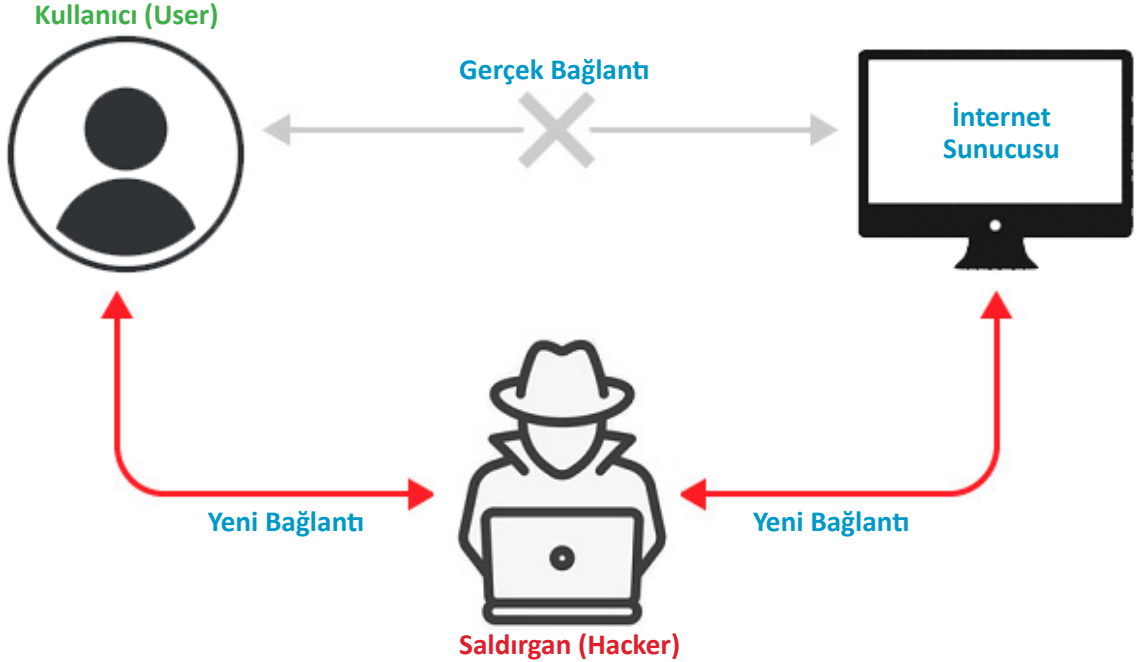 Kullanıcı (User)
Gerçek Bağlantı
İnternet
Sunucusu
Yeni Bağlantı
Yeni Bağlantı
Saldırgan (Hacker)